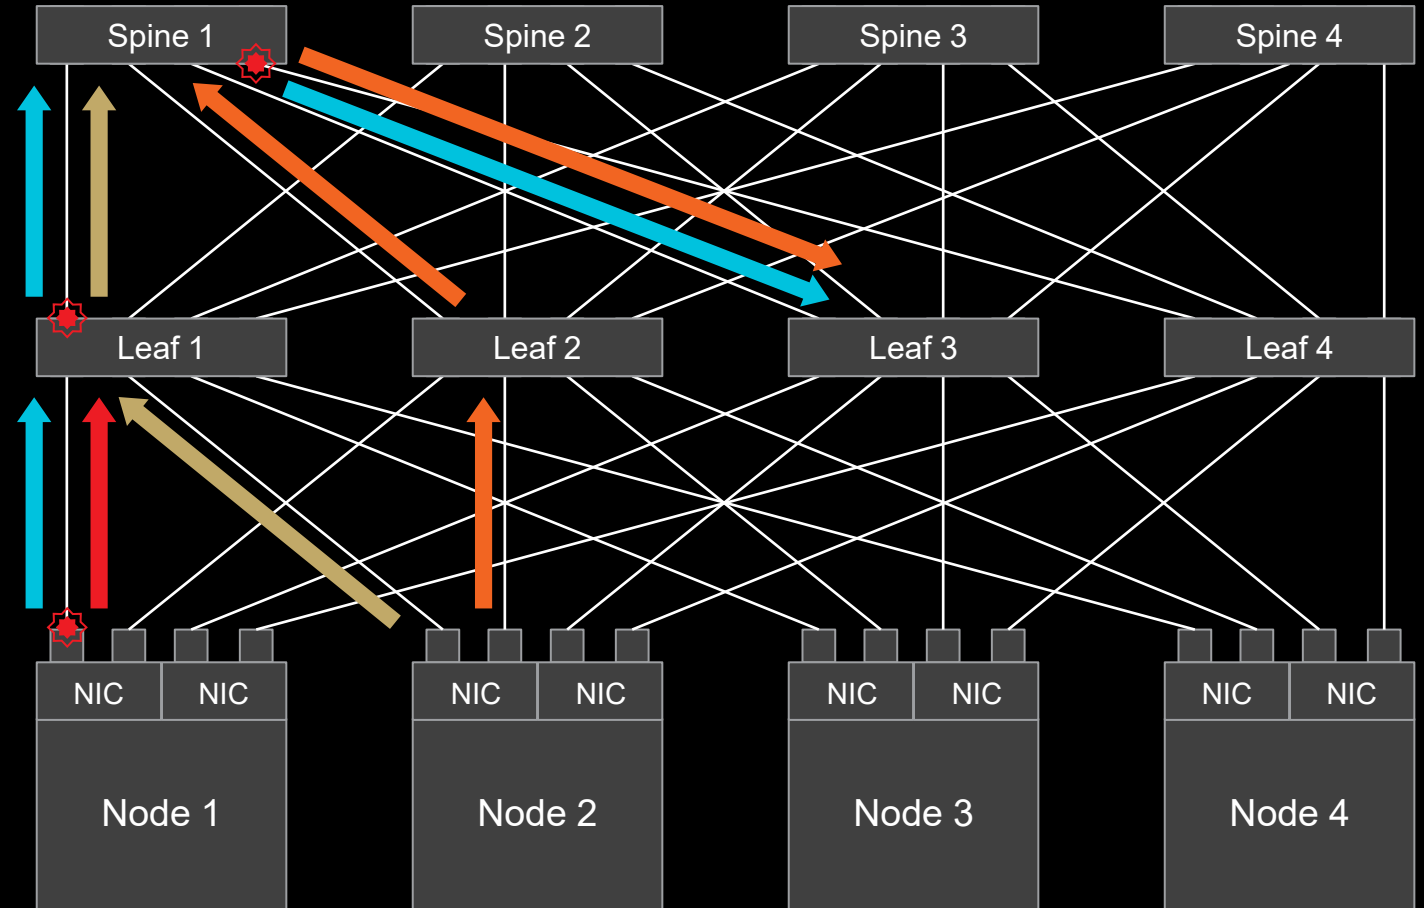 Spine 1
Spine 2
Spine 3
Spine 4
Leaf 1
Leaf 2
Leaf 3
Leaf 4
NIC
NIC
NIC
NIC
NIC
NIC
NIC
NIC
Node 1
Node 2
Node 3
Node 4